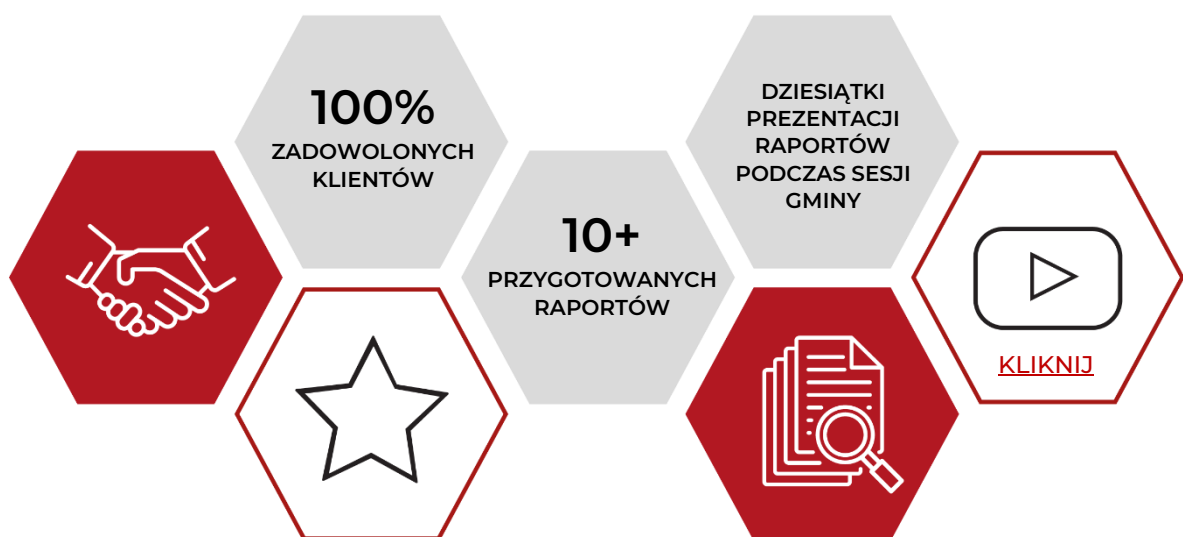 100%
ZADOWOLONYCH
KLIENTÓW
10+
PRZYGOTOWANYCH
RAPORTÓW
DZIESIĄTKI
PREZENTACJI
RAPORTÓW
PODCZAS SESJI
GMINY
KLIKNIJ